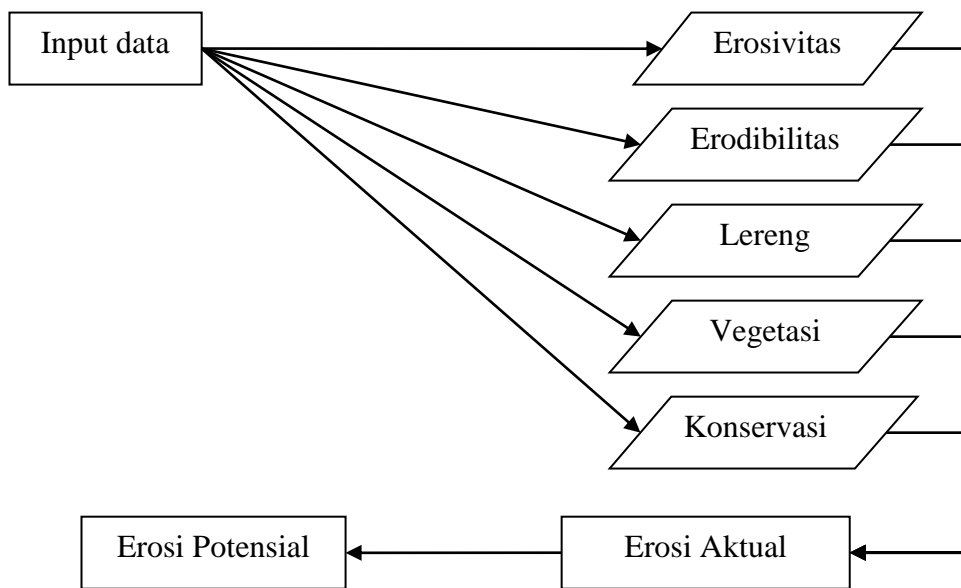 Input data
Erosivitas
Erodibilitas
Lereng
Vegetasi
Konservasi
Erosi Potensial
Erosi Aktual